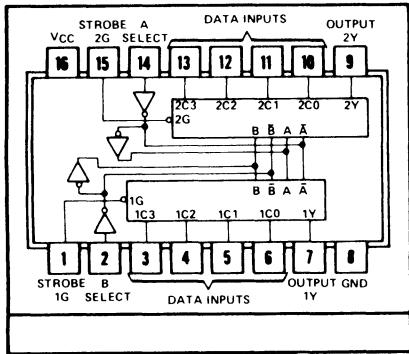 STROBE A DATA INPUTS OUTPUT
VCC 2G SELECT 2Y
16 15 14 13 12 11 10 9
2C3 2C2 2C1 2C0 2Y
2G
B B̅ A A̅
B B̅ A A̅
1G
1C3 1C2 1C1 1C0 1Y
1 2 3 4 5 6 7 8
STROBE B DATA INPUTS OUTPUT GND
1G SELECT 1Y